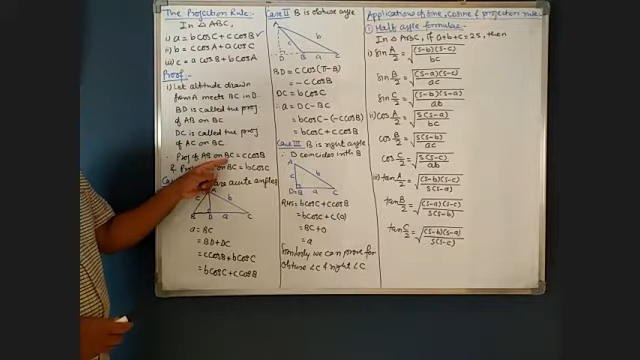 The Projection Rule:
In △ ABC,
i) a = b cos C + c cos B ✓
ii) b = c cos A + a cos C
iii) c = a cos B + b cos A
Proof:
i) Let altitude drawn
from A meets BC in D.
BD is called the proj
of AB on BC
DC is called the proj
of AC on BC
∴ Proj of AB on BC = c cos B
& Proj on BC = b cos C
are acute angles
A
c b
B D a C
a = BC
= BD + DC
= c cos B + b cos C
= b cos C + c cos B
Case II B is obtuse angle
A
c b
D B a C
BD = c cos (π - B)
= - c cos B
DC = b cos C
∴ a = DC - BC
= b cos C - (- c cos B)
= b cos C + c cos B
Case III B is right angle
∴ D coincides with B
A
c b
D=B a C
RHS = b cos C + c cos B
= b cos C + c (0)
= BC + 0
= a
Similarly we can prove for
obtuse ∠C & right ∠C.
Applications of sine, cosine & projection rule
① Half angle formulae
In △ ABC, if a+b+c = 2S, then
i) sin A/2 = √((s-b)(s-c)/bc)
sin B/2 = √((s-a)(s-c)/ac)
sin C/2 = √((s-b)(s-a)/ab)
ii) cos A/2 = √(s(s-a)/bc)
cos B/2 = √(s(s-b)/ac)
cos C/2 = √(s(s-c)/ab)
iii) tan A/2 = √((s-b)(s-c)/s(s-a))
tan B/2 = √((s-a)(s-c)/s(s-b))
tan C/2 = √((s-b)(s-a)/s(s-c))